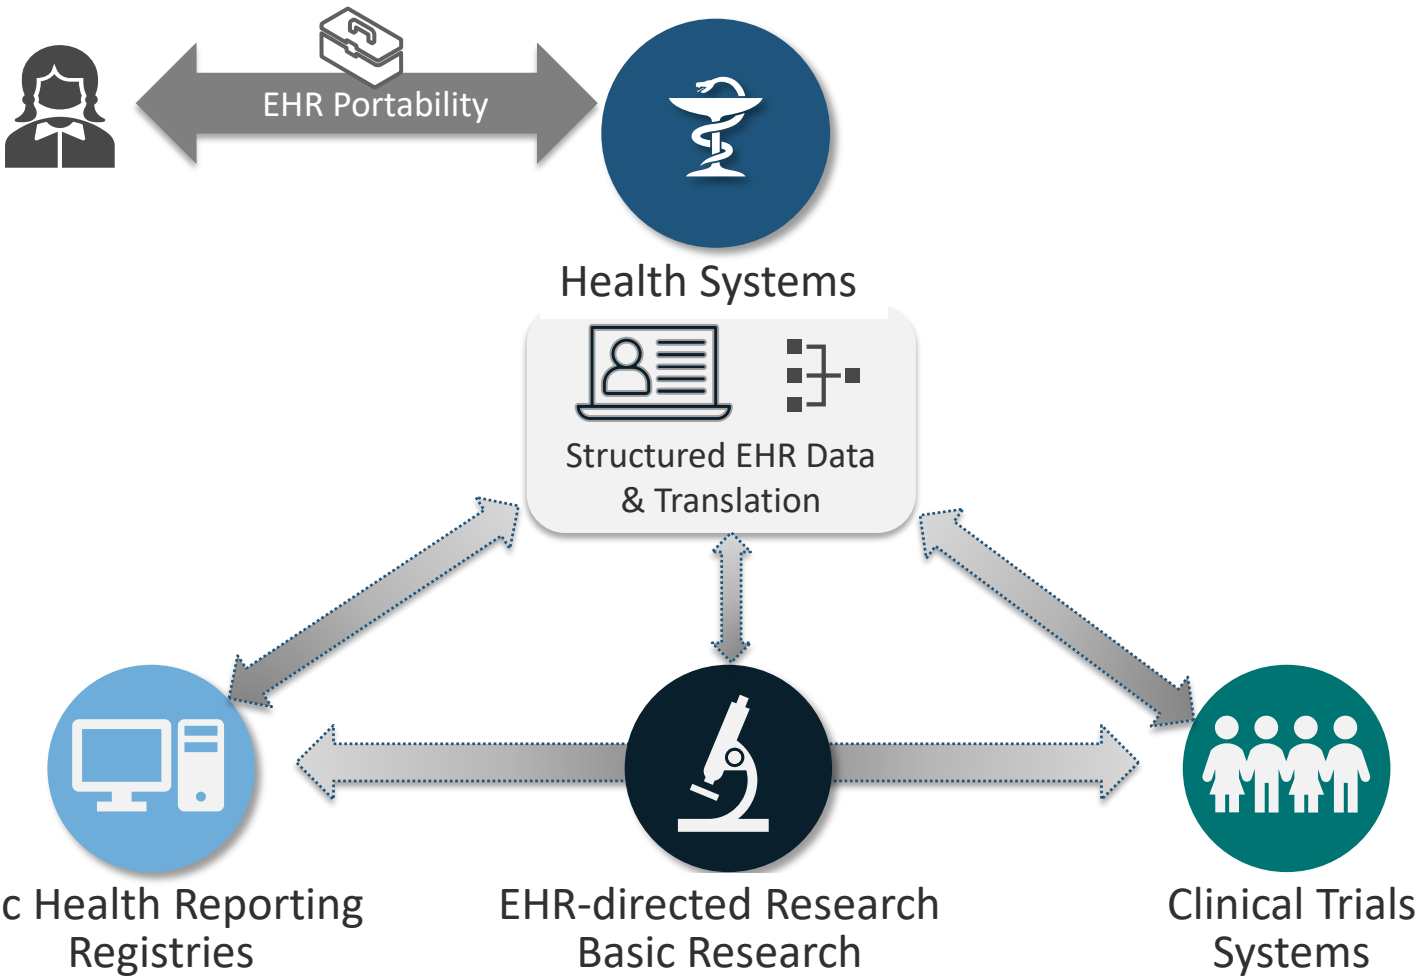 EHR Portability
Health Systems
Structured EHR Data
& Translation
c Health Reporting
Registries
EHR-directed Research
Basic Research
Clinical Trials
Systems